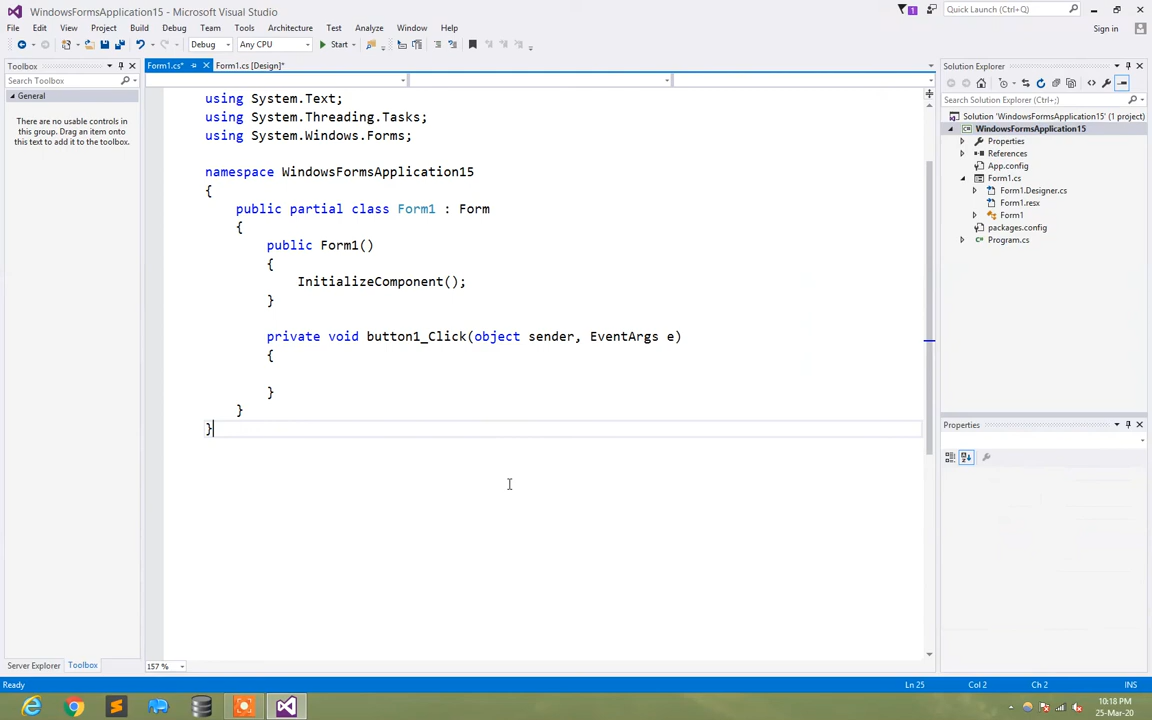 WindowsFormsApplication15 - Microsoft Visual Studio
1
Quick Launch (Ctrl+Q)
File Edit View Project Build Debug Team Tools Architecture Test Analyze Window Help
Sign in
Debug Any CPU Start
Toolbox
Form1.cs* Form1.cs [Design]*
Solution Explorer
Search Toolbox
General
There are no usable controls in
this group. Drag an item onto
this text to add it to the toolbox.
using System.Text;
using System.Threading.Tasks;
using System.Windows.Forms;
namespace WindowsFormsApplication15
{
public partial class Form1 : Form
{
public Form1()
{
InitializeComponent();
}
private void button1_Click(object sender, EventArgs e)
{
}
}
}
Search Solution Explorer (Ctrl+;)
Solution 'WindowsFormsApplication15' (1 project)
WindowsFormsApplication15
Properties
References
App.config
Form1.cs
Form1.Designer.cs
Form1.resx
Form1
packages.config
Program.cs
Properties
157 %
Server Explorer Toolbox
Ready Ln 25 Col 2 Ch 2 INS
10:18 PM
25-Mar-20